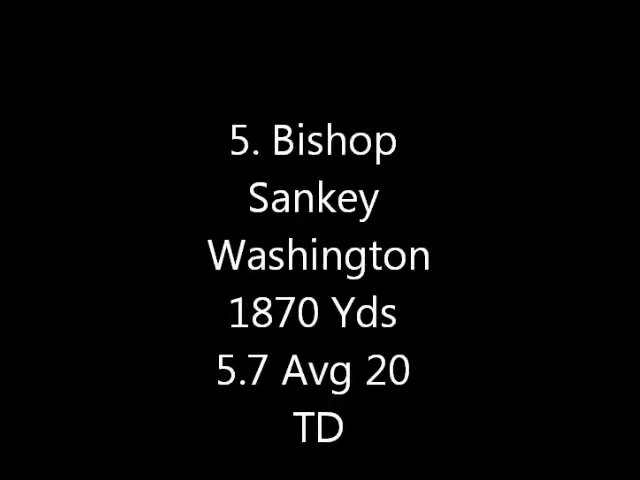 5. Bishop
Sankey
Washington
1870 Yds
5.7 Avg 20
TD